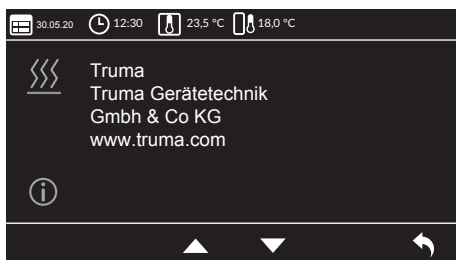 30.05.20 12:30 23,5 °C 18,0 °C
Truma
Truma Gerätetechnik
Gmbh & Co KG
www.truma.com